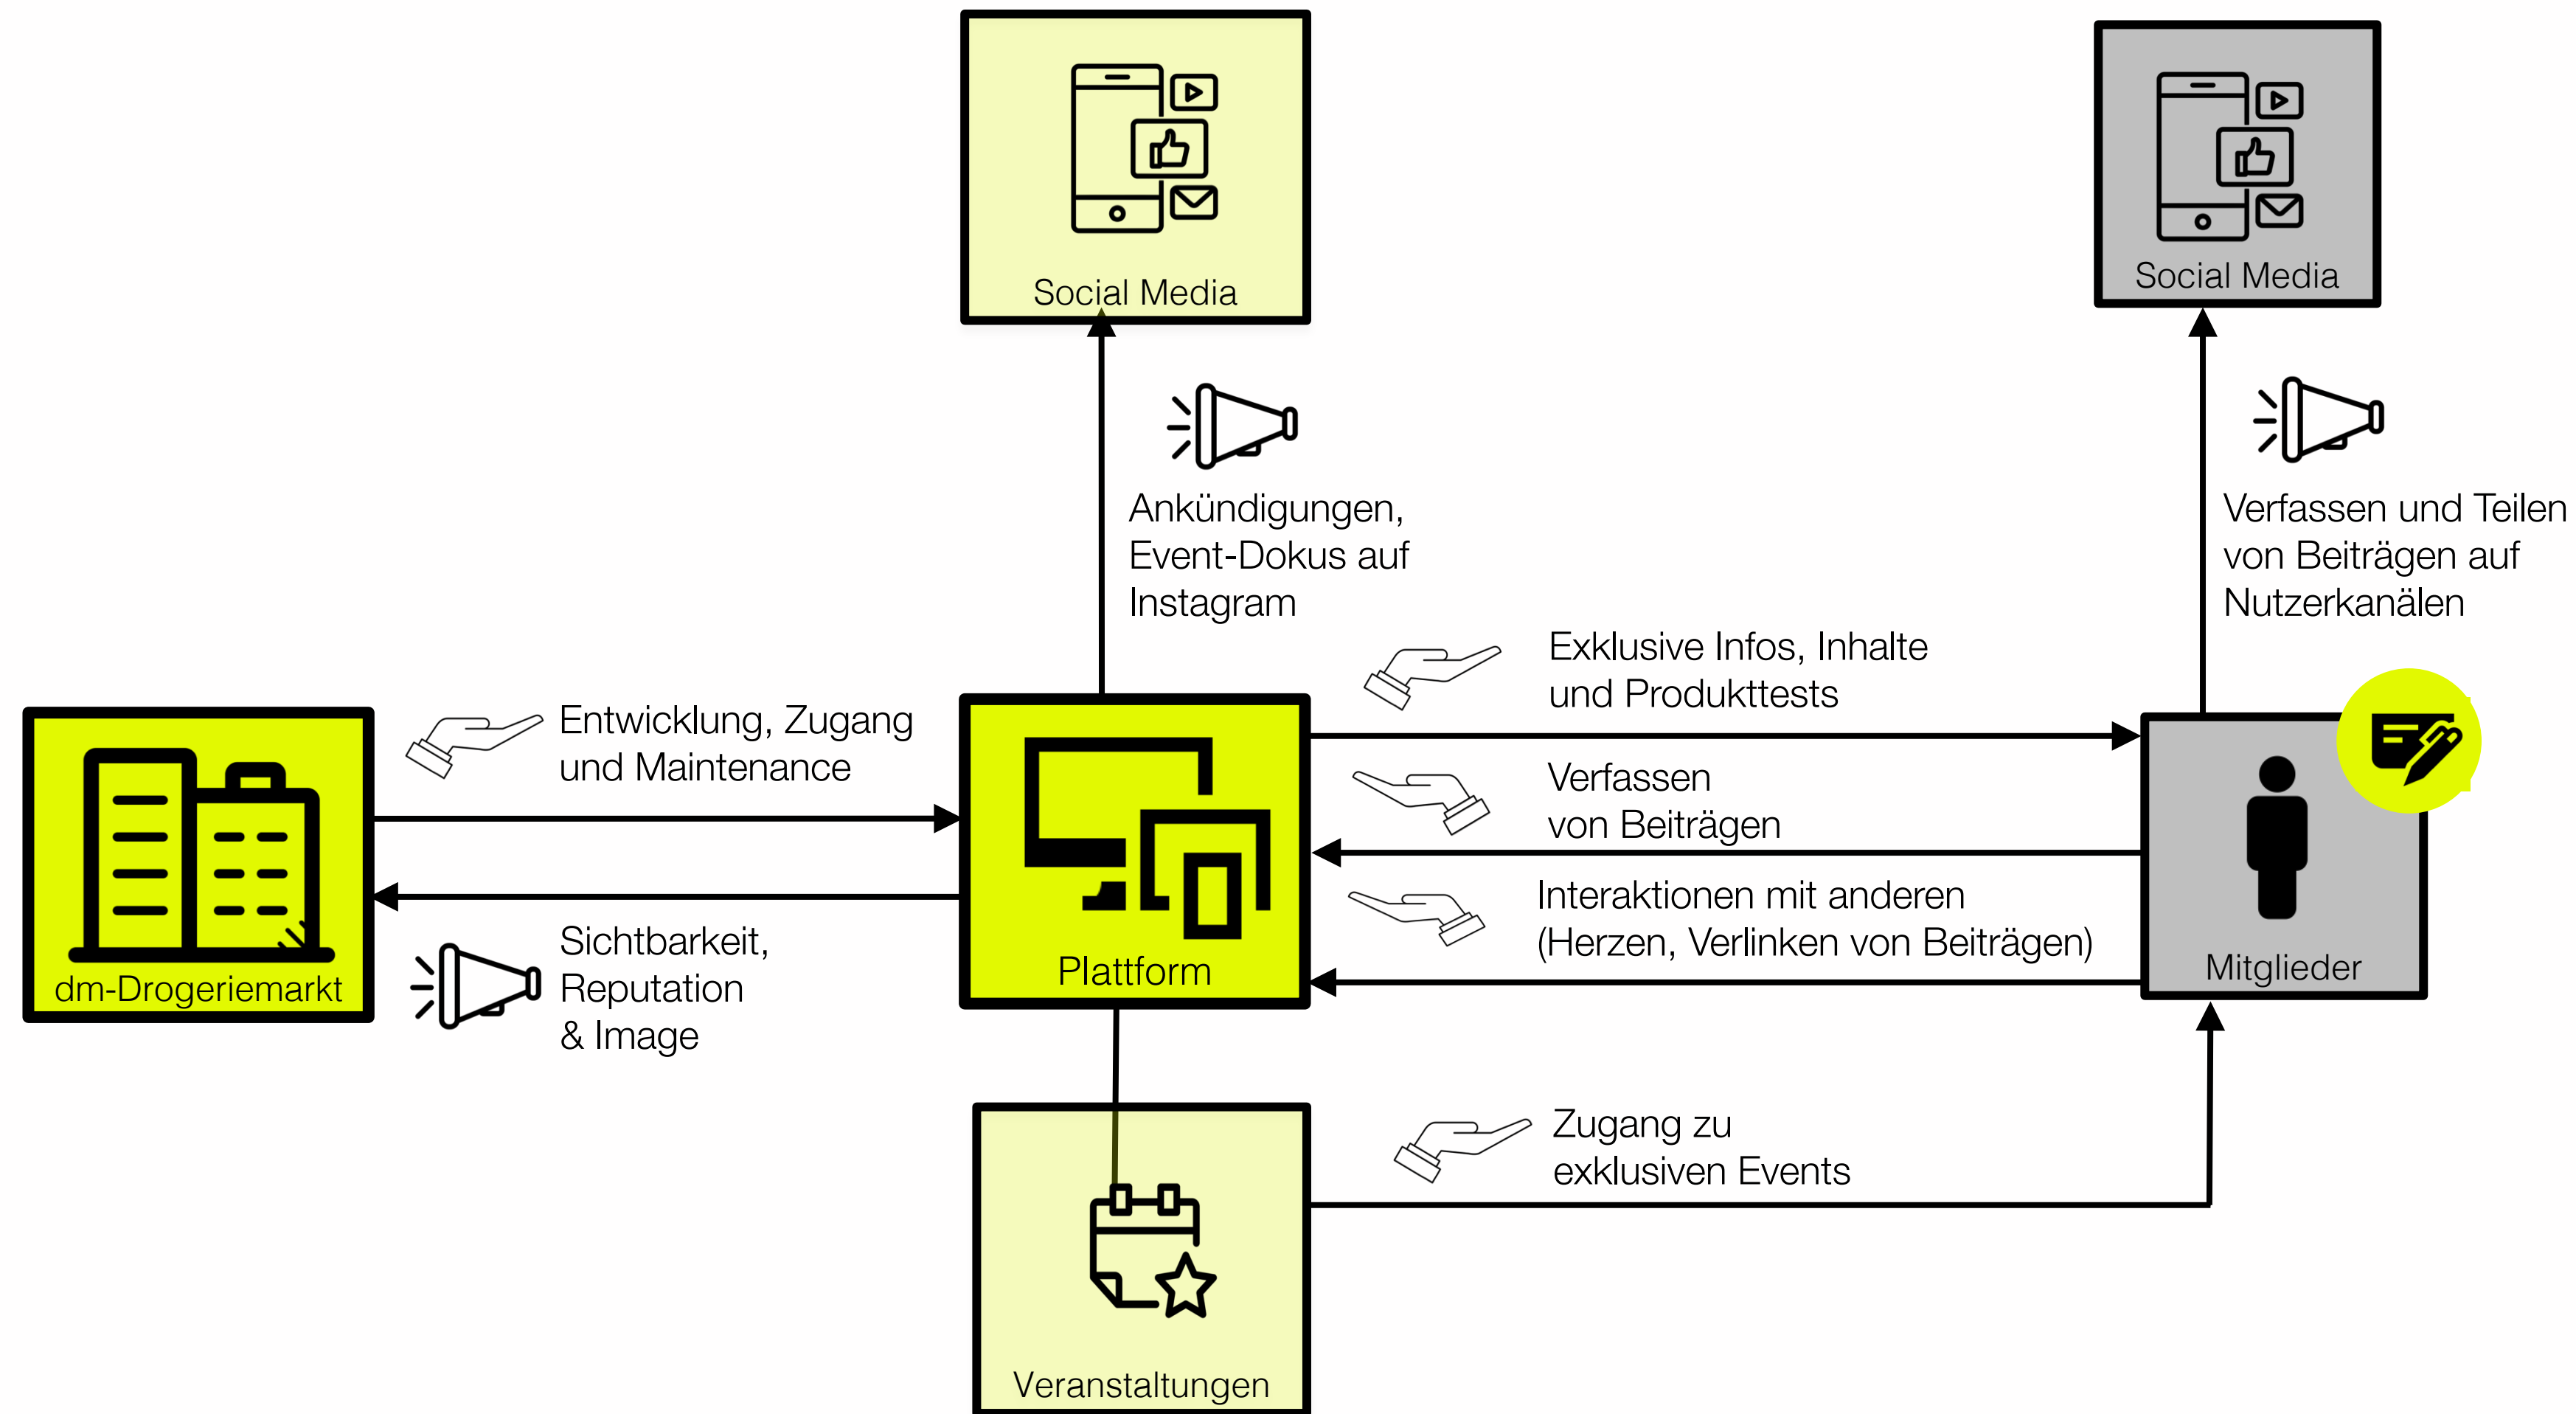 Social Media
Social Media
Ankündigungen,
Event-Dokus auf
Instagram
Verfassen und Teilen
von Beiträgen auf
Nutzerkanälen
Exklusive Infos, Inhalte
und Produkttests
Entwicklung, Zugang
und Maintenance
Verfassen
von Beiträgen
Interaktionen mit anderen
(Herzen, Verlinken von Beiträgen)
Sichtbarkeit,
Reputation
& Image
dm-Drogeriemarkt
Plattform
Mitglieder
Zugang zu
exklusiven Events
Veranstaltungen